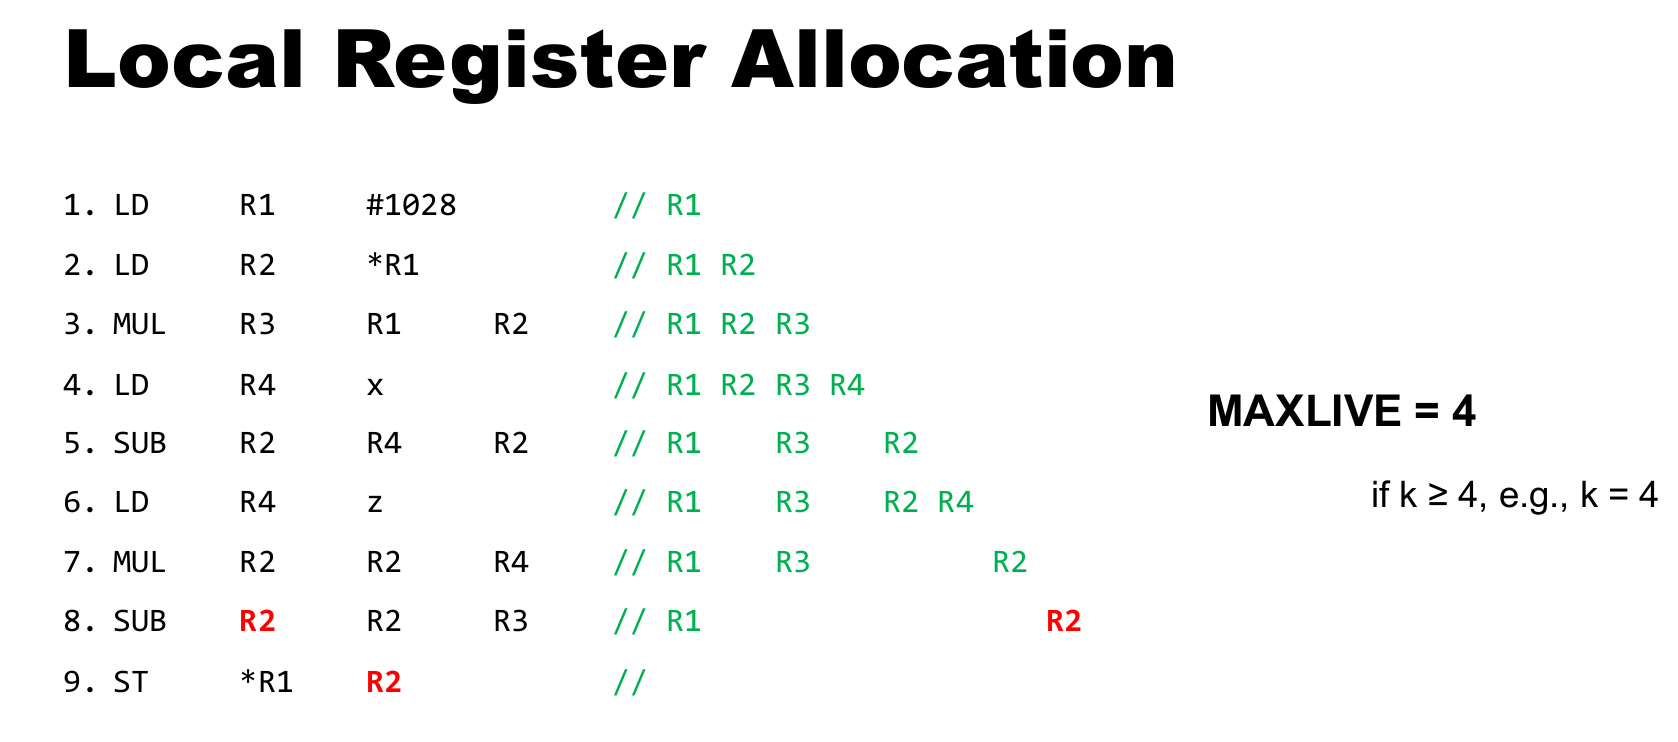 Local Register Allocation
1. LD R1 #1028 // R1
2. LD R2 *R1 // R1 R2
3. MUL R3 R1 R2 // R1 R2 R3
4. LD R4 x // R1 R2 R3 R4
MAXLIVE = 4
5. SUB R2 R4 R2 // R1 R3 R2
6. LD R4 z // R1 R3 R2 R4
if k ≥ 4, e.g., k = 4
7. MUL R2 R2 R4 // R1 R3 R2
8. SUB R2 R2 R3 // R1 R2
9. ST *R1 R2 //